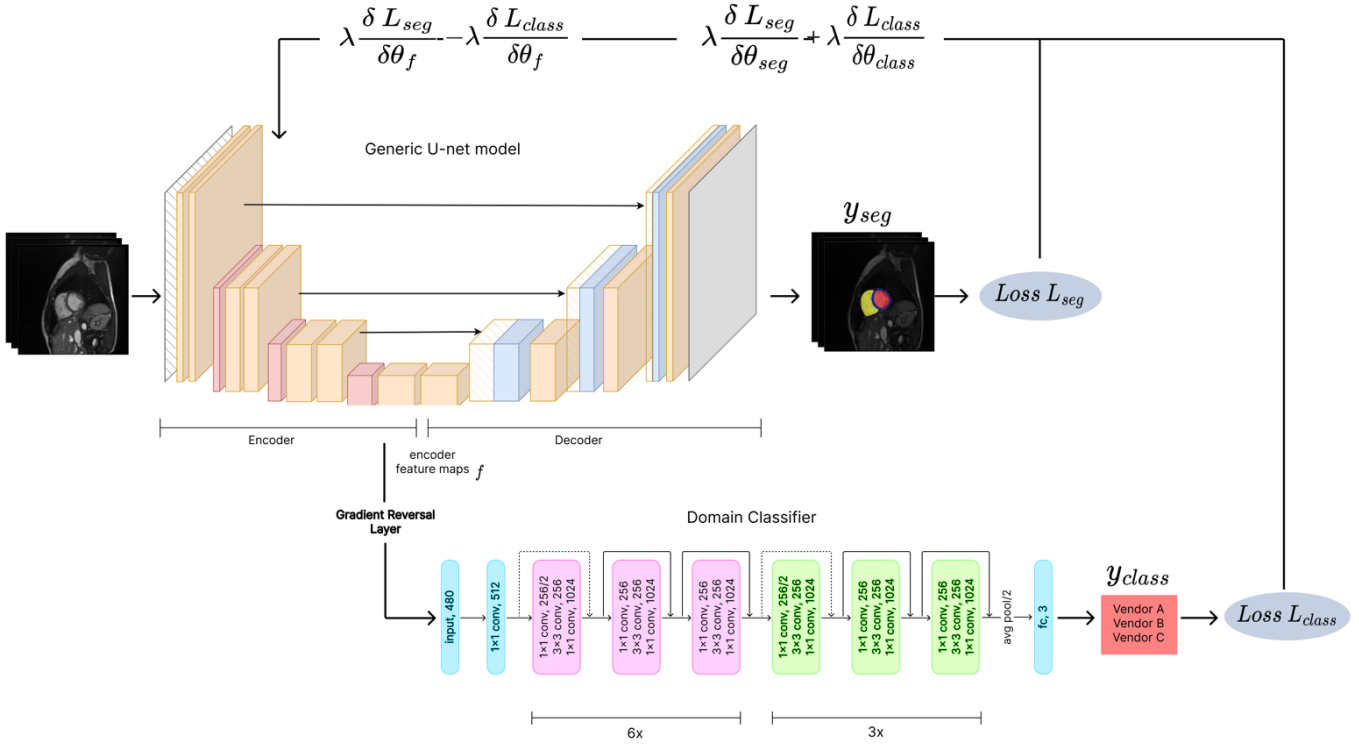 λ δ L_seg / δθ_f - −λ δ L_class / δθ_f λ δ L_seg / δθ_seg + λ δ L_class / δθ_class
Generic U-net model
y_seg
Loss L_seg
Encoder
Decoder
encoder
feature maps f
Gradient Reversal
Layer
Domain Classifier
input, 480
1×1 conv, 512
1×1 conv, 256/2
3×3 conv, 256
1×1 conv, 1024
1×1 conv, 256
3×3 conv, 256
1×1 conv, 1024
1×1 conv, 256
3×3 conv, 256
1×1 conv, 1024
1×1 conv, 256/2
3×3 conv, 256
1×1 conv, 1024
1×1 conv, 256
3×3 conv, 256
1×1 conv, 1024
1×1 conv, 256
3×3 conv, 256
1×1 conv, 1024
avg pool/2
fc, 3
y_class
Vendor A
Vendor B
Vendor C
Loss L_class
6x
3x